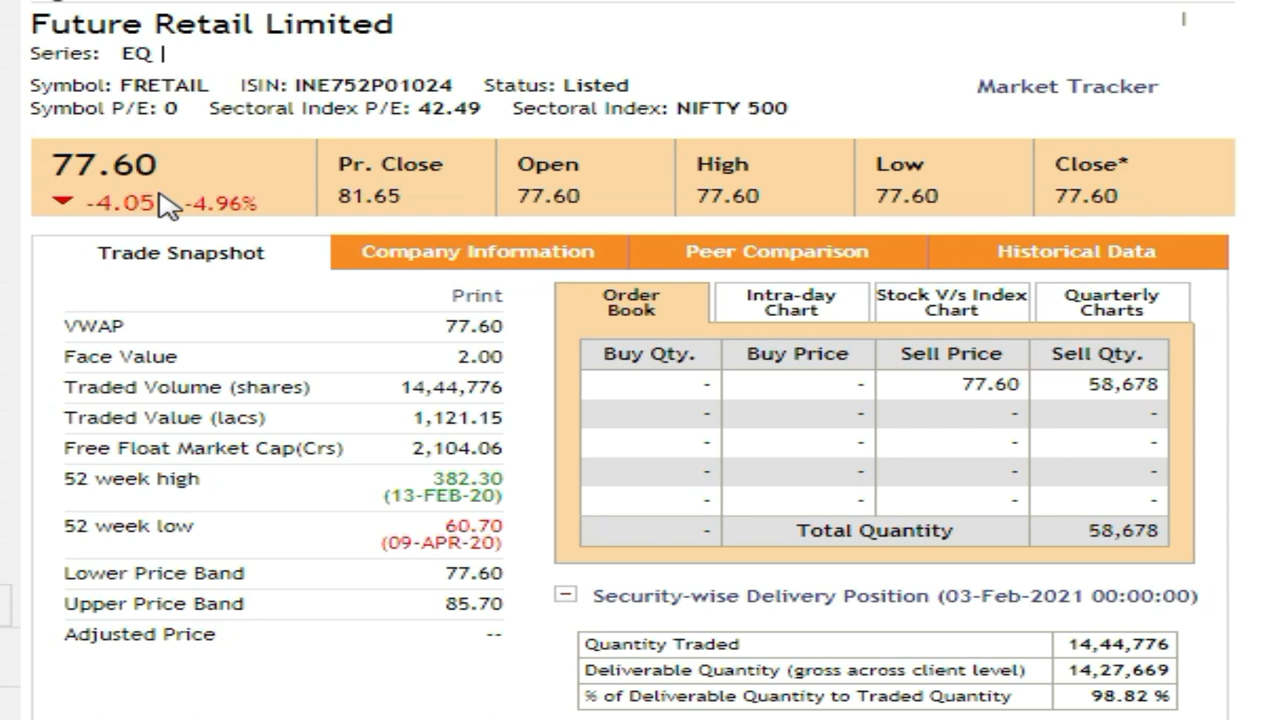 Future Retail Limited
Series: EQ |
Symbol: FRETAIL ISIN: INE752P01024 Status: Listed
Market Tracker
Symbol P/E: 0 Sectoral Index P/E: 42.49 Sectoral Index: NIFTY 500
77.60 Pr. Close Open High Low Close*
-4.05 -4.96% 81.65 77.60 77.60 77.60 77.60
Trade Snapshot Company Information Peer Comparison Historical Data
Print
VWAP 77.60
Face Value 2.00
Traded Volume (shares) 14,44,776
Traded Value (lacs) 1,121.15
Free Float Market Cap(Crs) 2,104.06
52 week high 382.30
(13-FEB-20)
52 week low 60.70
(09-APR-20)
Lower Price Band 77.60
Upper Price Band 85.70
Adjusted Price --
Order Book Intra-day Chart Stock V/s Index Chart Quarterly Charts
Buy Qty. Buy Price Sell Price Sell Qty.
- - 77.60 58,678
- - - -
- - - -
- - - -
- - - -
- Total Quantity 58,678
Security-wise Delivery Position (03-Feb-2021 00:00:00)
Quantity Traded 14,44,776
Deliverable Quantity (gross across client level) 14,27,669
% of Deliverable Quantity to Traded Quantity 98.82 %